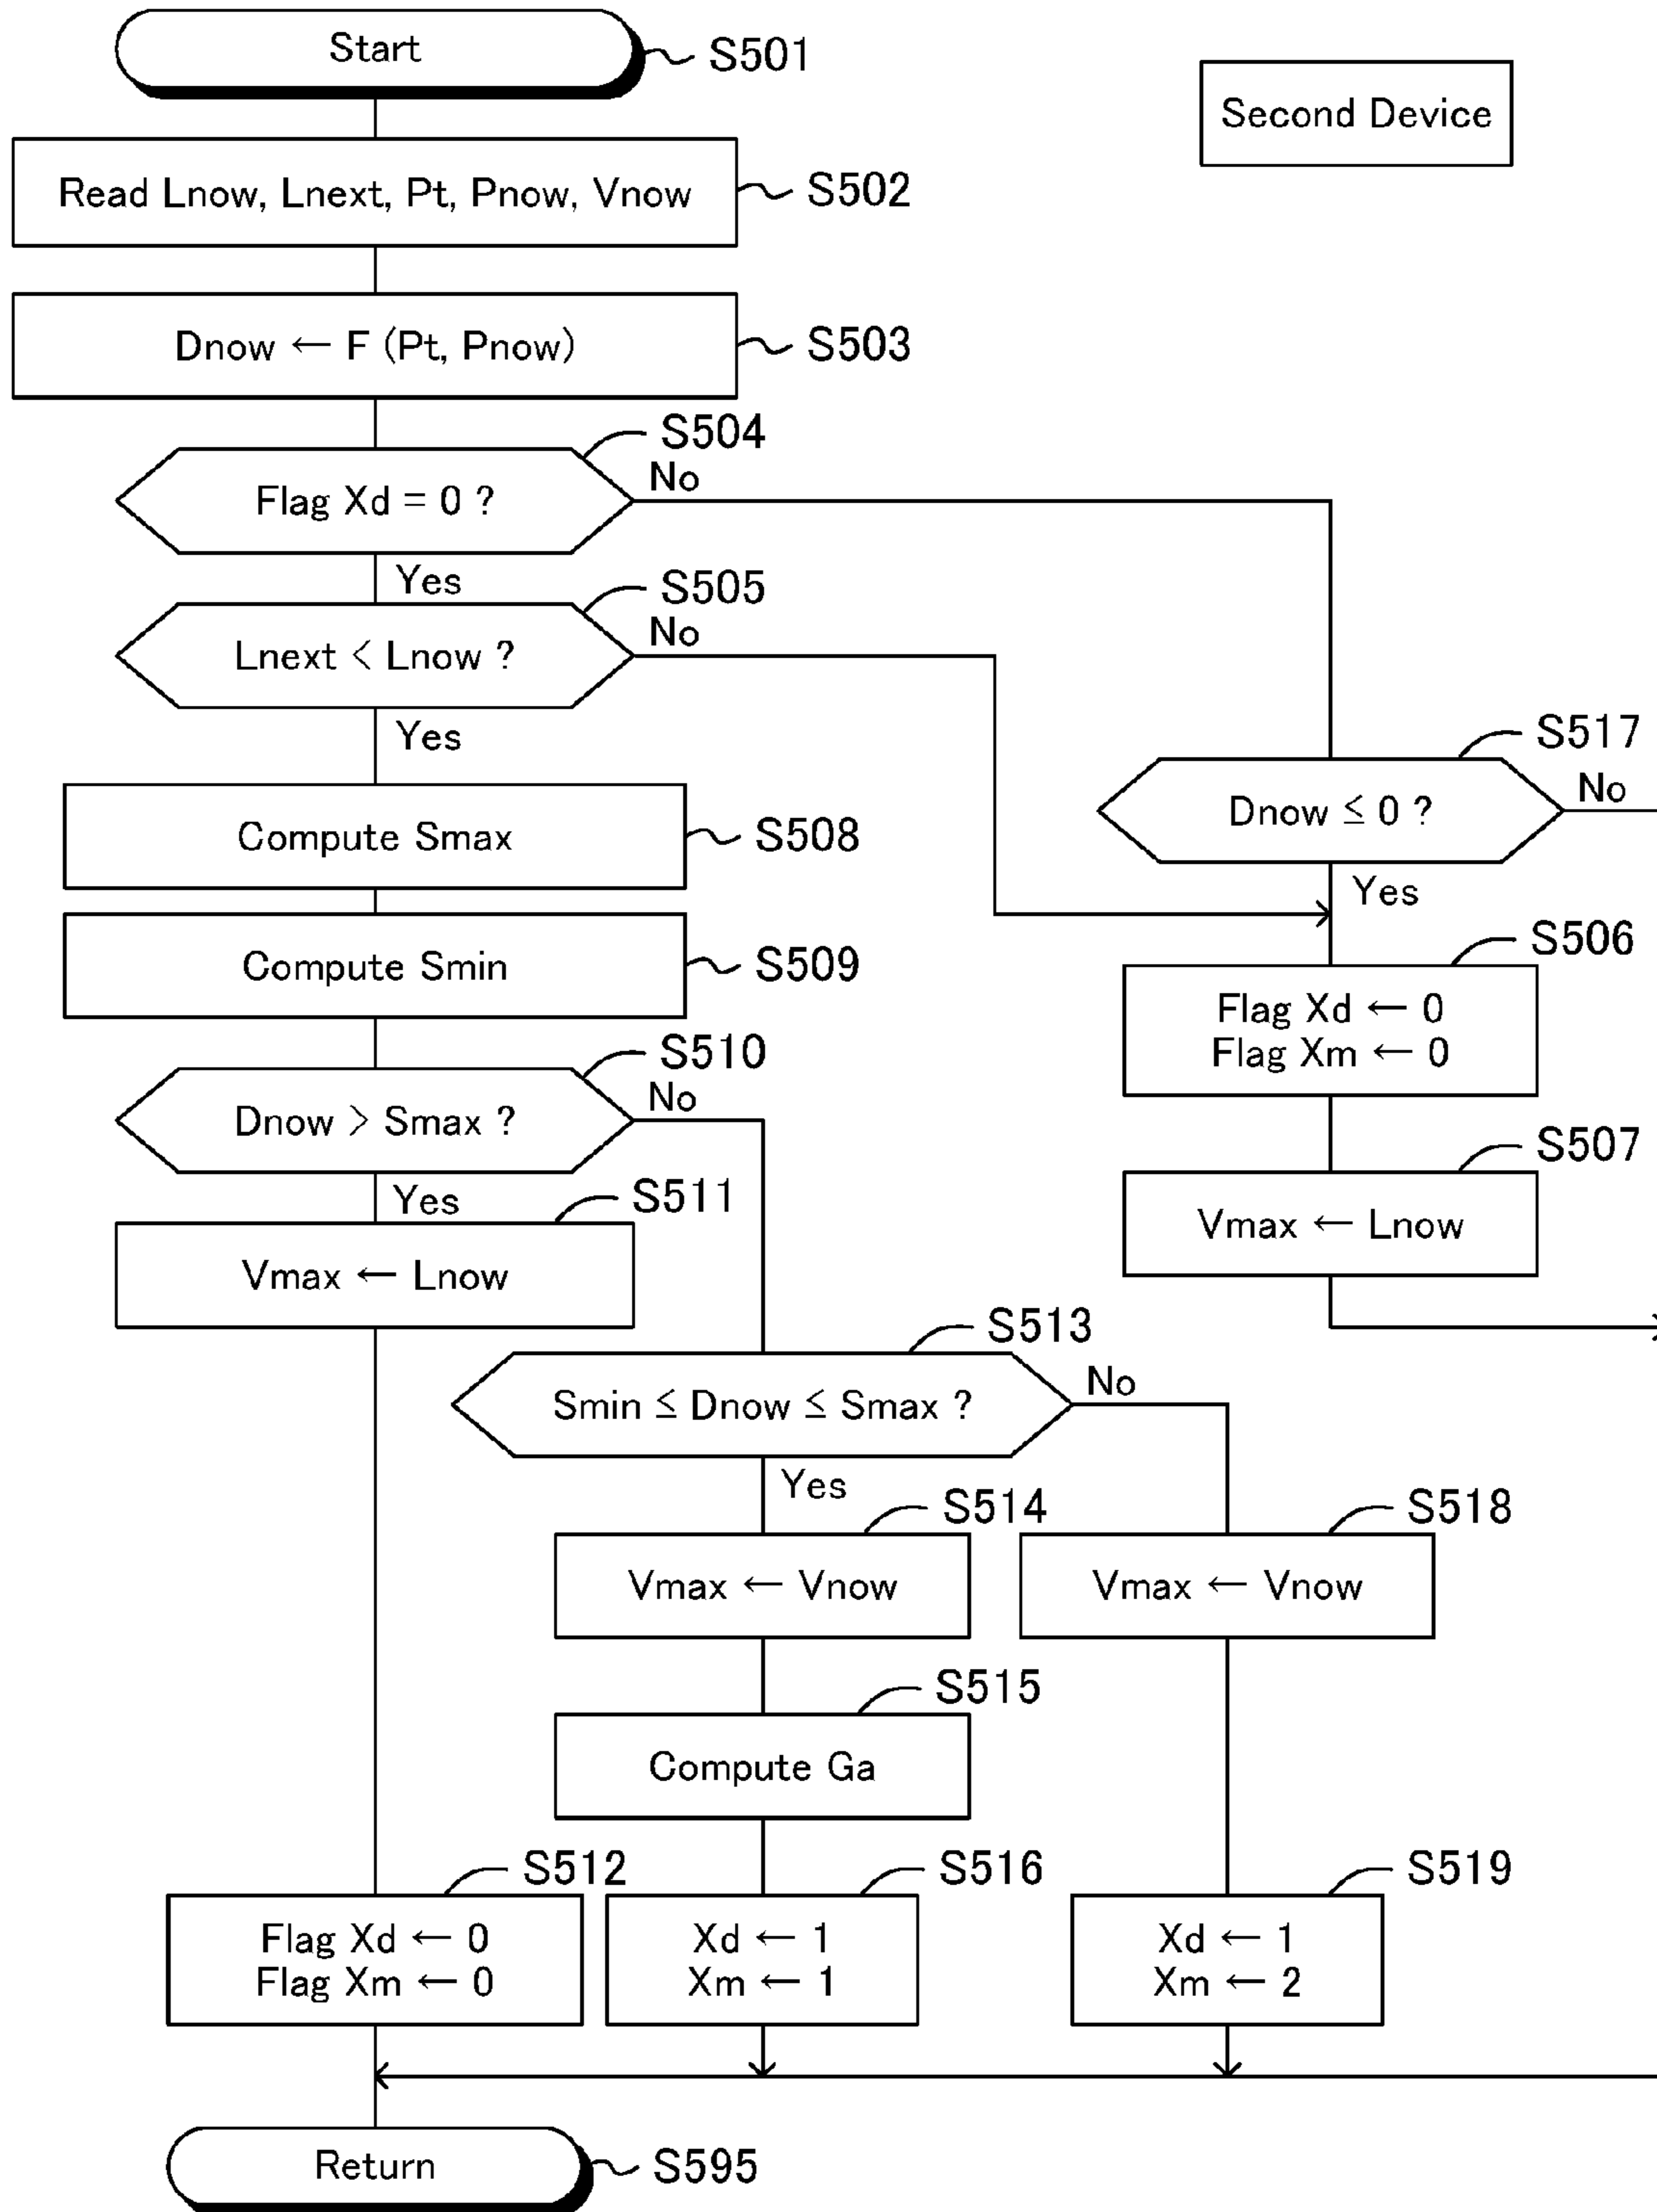 Start
S501
Second Device
Read Lnow, Lnext, Pt, Pnow, Vnow
S502
Dnow ← F (Pt, Pnow)
S503
S504
Flag Xd = 0 ?
No
Yes
S505
Lnext < Lnow ?
No
Yes
S517
Dnow ≤ 0 ?
No
Yes
Compute Smax
S508
Compute Smin
S509
S506
Flag Xd ← 0
Flag Xm ← 0
S510
Dnow > Smax ?
No
Yes
S507
Vmax ← Lnow
S511
Vmax ← Lnow
S513
Smin ≤ Dnow ≤ Smax ?
No
Yes
S514
Vmax ← Vnow
S518
Vmax ← Vnow
S515
Compute Ga
S512
Flag Xd ← 0
Flag Xm ← 0
S516
Xd ← 1
Xm ← 1
S519
Xd ← 1
Xm ← 2
Return
S595